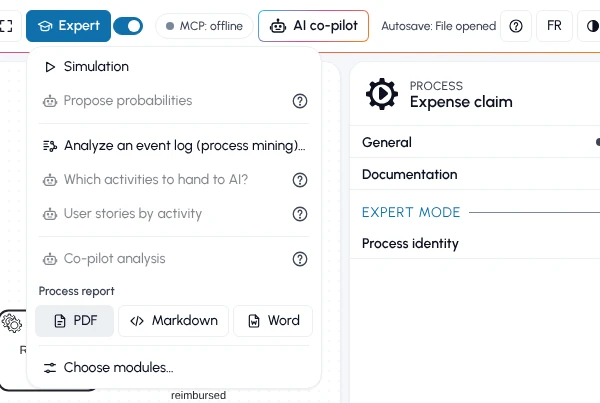 Expert
MCP: offline
AI co-pilot
Autosave: File opened
FR
Simulation
Propose probabilities
Analyze an event log (process mining)...
Which activities to hand to AI?
User stories by activity
Co-pilot analysis
Process report
PDF
Markdown
Word
Choose modules...
R
reimbursed
PROCESS
Expense claim
General
Documentation
EXPERT MODE
Process identity